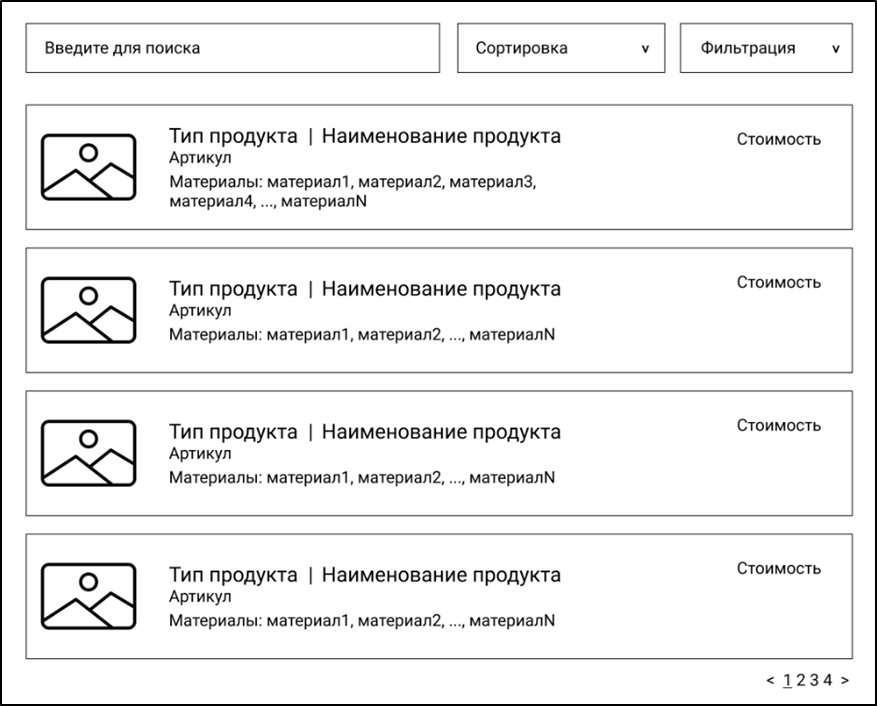 Введите для поиска
Сортировка v
Фильтрация v
Тип продукта | Наименование продукта
Стоимость
Артикул
Материалы: материал1, материал2, материал3,
материал4, ..., материалN
Тип продукта | Наименование продукта
Стоимость
Артикул
Материалы: материал1, материал2, ..., материалN
Тип продукта | Наименование продукта
Стоимость
Артикул
Материалы: материал1, материал2, ..., материалN
Тип продукта | Наименование продукта
Стоимость
Артикул
Материалы: материал1, материал2, ..., материалN
< 1 2 3 4 >